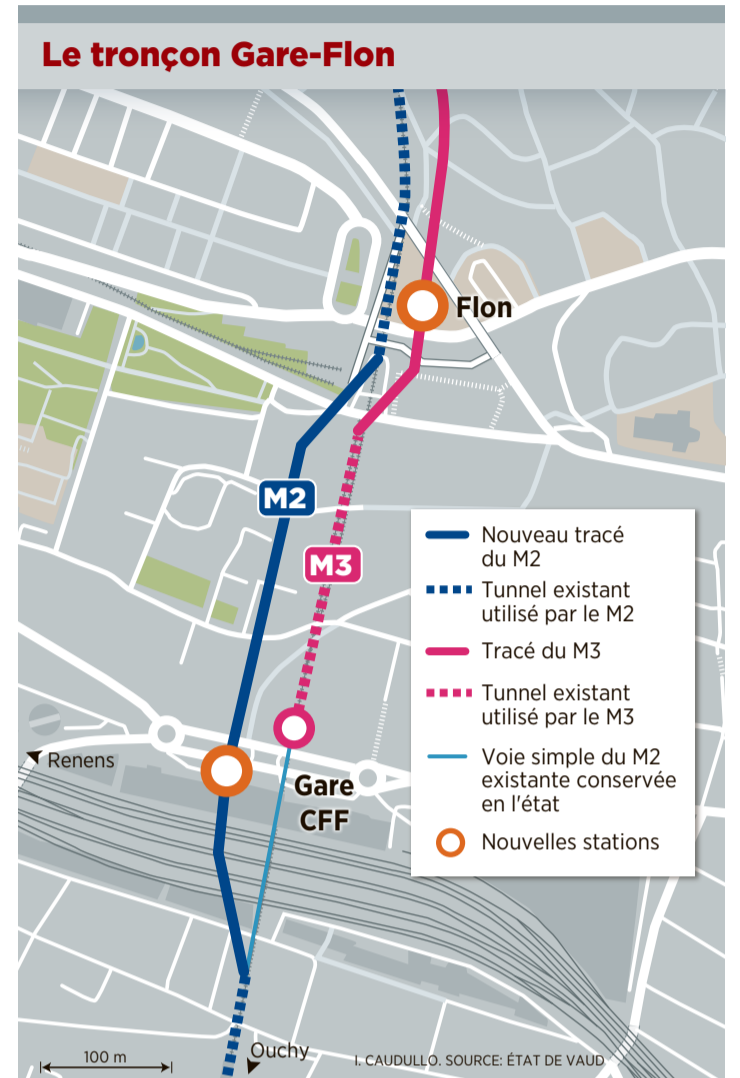 Le tronçon Gare-Flon
Flon
M2
M3
Nouveau tracé
du M2
Tunnel existant
utilisé par le M2
Tracé du M3
Tunnel existant
utilisé par le M3
Voie simple du M2
existante conservée
en l'état
Nouvelles stations
Renens
Gare
CFF
100 m
Ouchy
I. CAUDULLO. SOURCE: ÉTAT DE VAUD